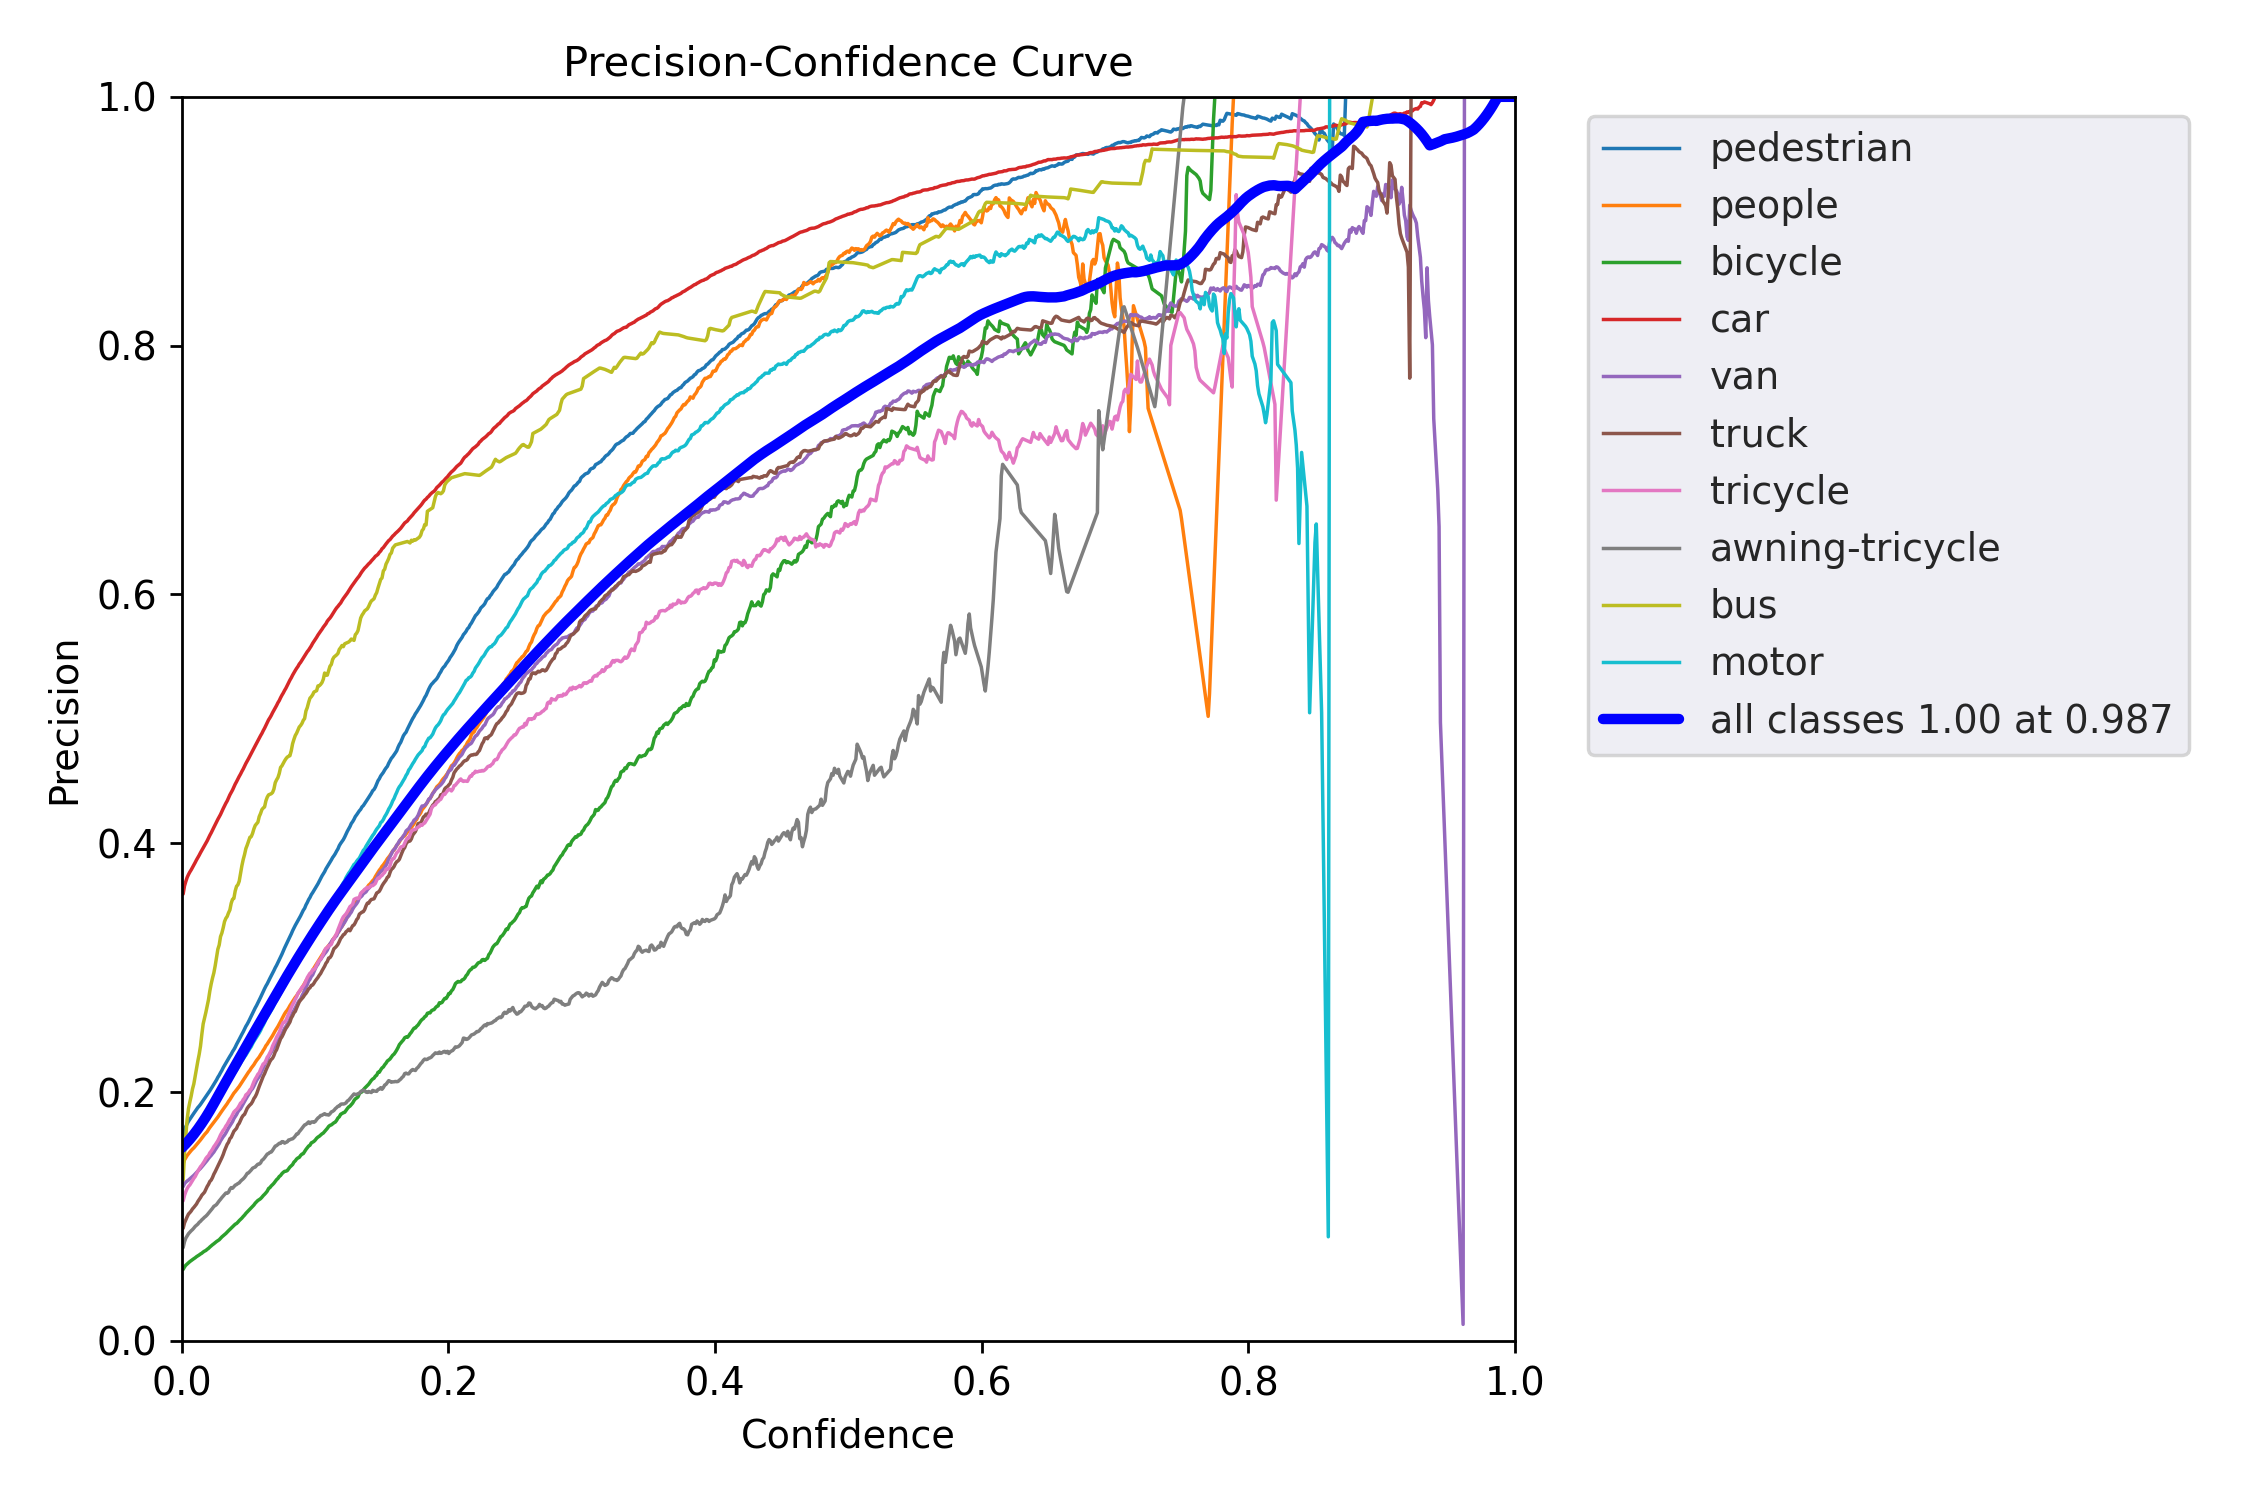 Precision-Confidence Curve
1.0
0.8
0.6
0.4
0.2
0.0
Precision
0.0 0.2 0.4 0.6 0.8 1.0
Confidence
pedestrian
people
bicycle
car
van
truck
tricycle
awning-tricycle
bus
motor
all classes 1.00 at 0.987